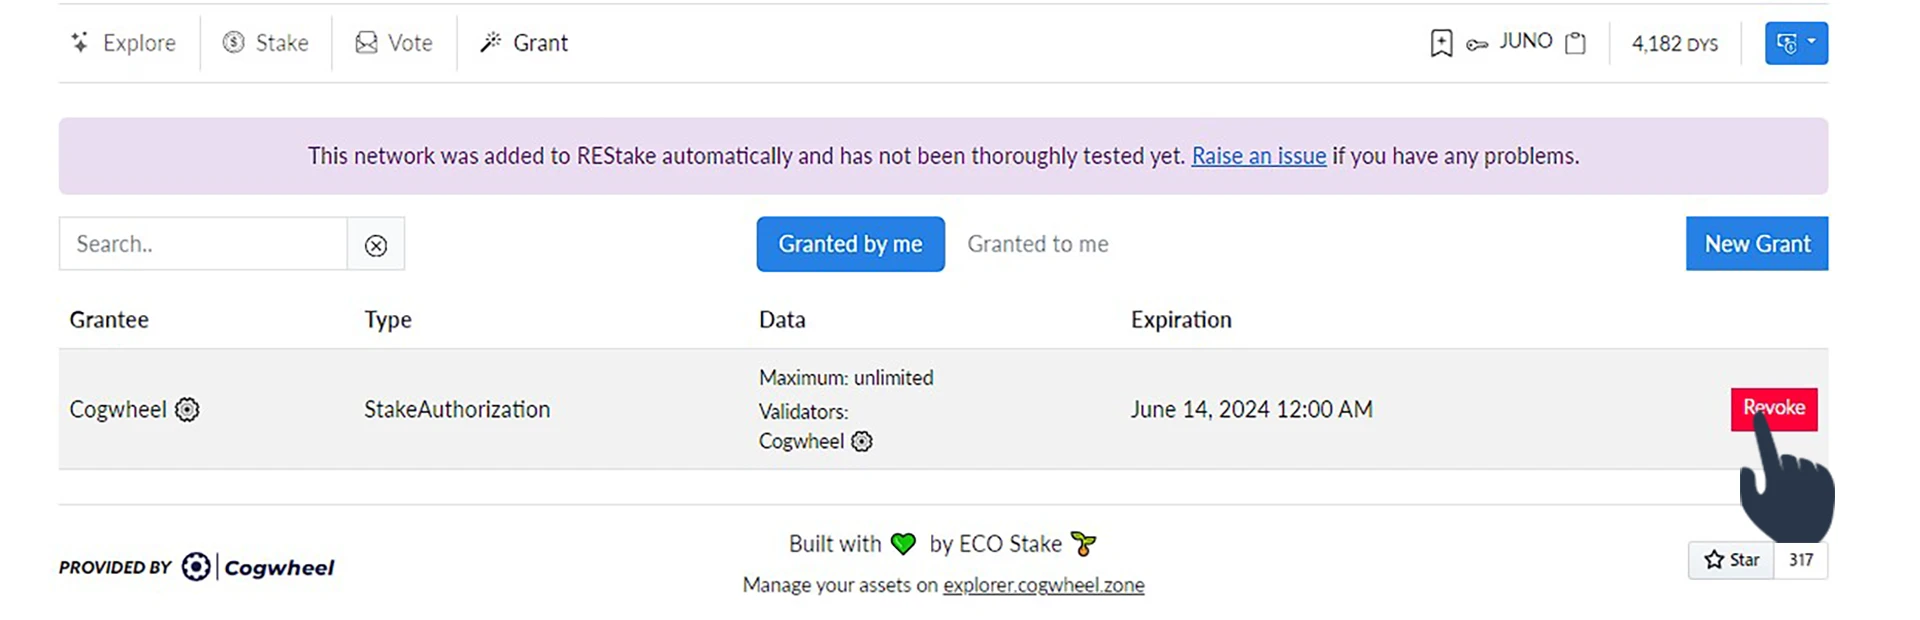 Explore Stake Vote Grant JUNO 4,182 DYS
This network was added to REStake automatically and has not been thoroughly tested yet. Raise an issue if you have any problems.
Search.. Granted by me Granted to me New Grant
Grantee Type Data Expiration
Maximum: unlimited
Cogwheel StakeAuthorization Validators: June 14, 2024 12:00 AM Revoke
Cogwheel
Built with by ECO Stake
PROVIDED BY Cogwheel Star 317
Manage your assets on explorer.cogwheel.zone